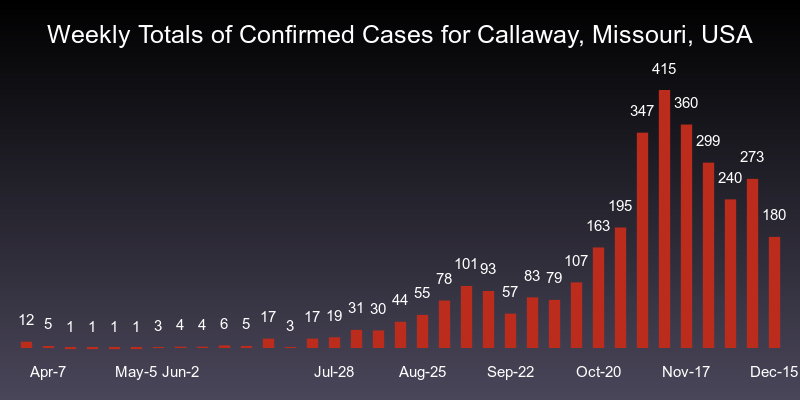 Weekly Totals of Confirmed Cases for Callaway, Missouri, USA
12 5 1 1 1 1 3 4 4 6 5 17 3 17 19 31 30 44 55 78 101 93 57 83 79 107 163 195 347 415 360 299 240 273 180
Apr-7 May-5 Jun-2 Jul-28 Aug-25 Sep-22 Oct-20 Nov-17 Dec-15